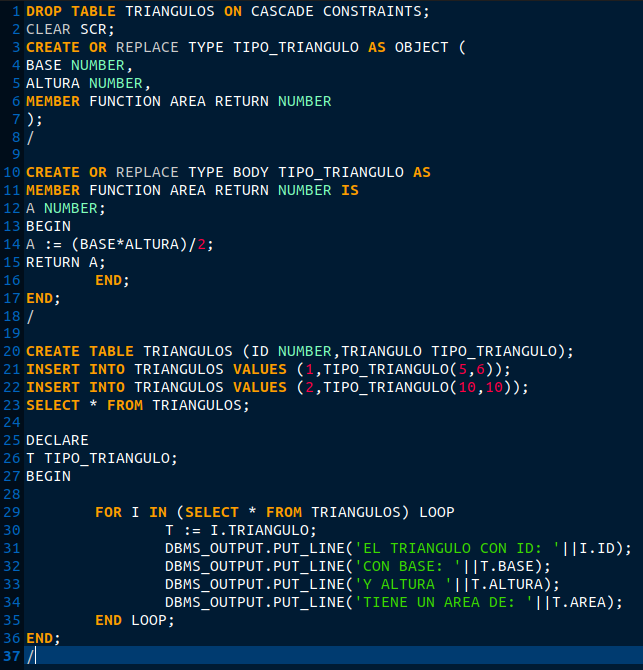 1 DROP TABLE TRIANGULOS ON CASCADE CONSTRAINTS;
2 CLEAR SCR;
3 CREATE OR REPLACE TYPE TIPO_TRIANGULO AS OBJECT (
4 BASE NUMBER,
5 ALTURA NUMBER,
6 MEMBER FUNCTION AREA RETURN NUMBER
7 );
8 /
9
10 CREATE OR REPLACE TYPE BODY TIPO_TRIANGULO AS
11 MEMBER FUNCTION AREA RETURN NUMBER IS
12 A NUMBER;
13 BEGIN
14 A := (BASE*ALTURA)/2;
15 RETURN A;
16         END;
17 END;
18 /
19
20 CREATE TABLE TRIANGULOS (ID NUMBER,TRIANGULO TIPO_TRIANGULO);
21 INSERT INTO TRIANGULOS VALUES (1,TIPO_TRIANGULO(5,6));
22 INSERT INTO TRIANGULOS VALUES (2,TIPO_TRIANGULO(10,10));
23 SELECT * FROM TRIANGULOS;
24
25 DECLARE
26 T TIPO_TRIANGULO;
27 BEGIN
28
29         FOR I IN (SELECT * FROM TRIANGULOS) LOOP
30                 T := I.TRIANGULO;
31                 DBMS_OUTPUT.PUT_LINE('EL TRIANGULO CON ID: '||I.ID);
32                 DBMS_OUTPUT.PUT_LINE('CON BASE: '||T.BASE);
33                 DBMS_OUTPUT.PUT_LINE('Y ALTURA '||T.ALTURA);
34                 DBMS_OUTPUT.PUT_LINE('TIENE UN AREA DE: '||T.AREA);
35         END LOOP;
36 END;
37 /